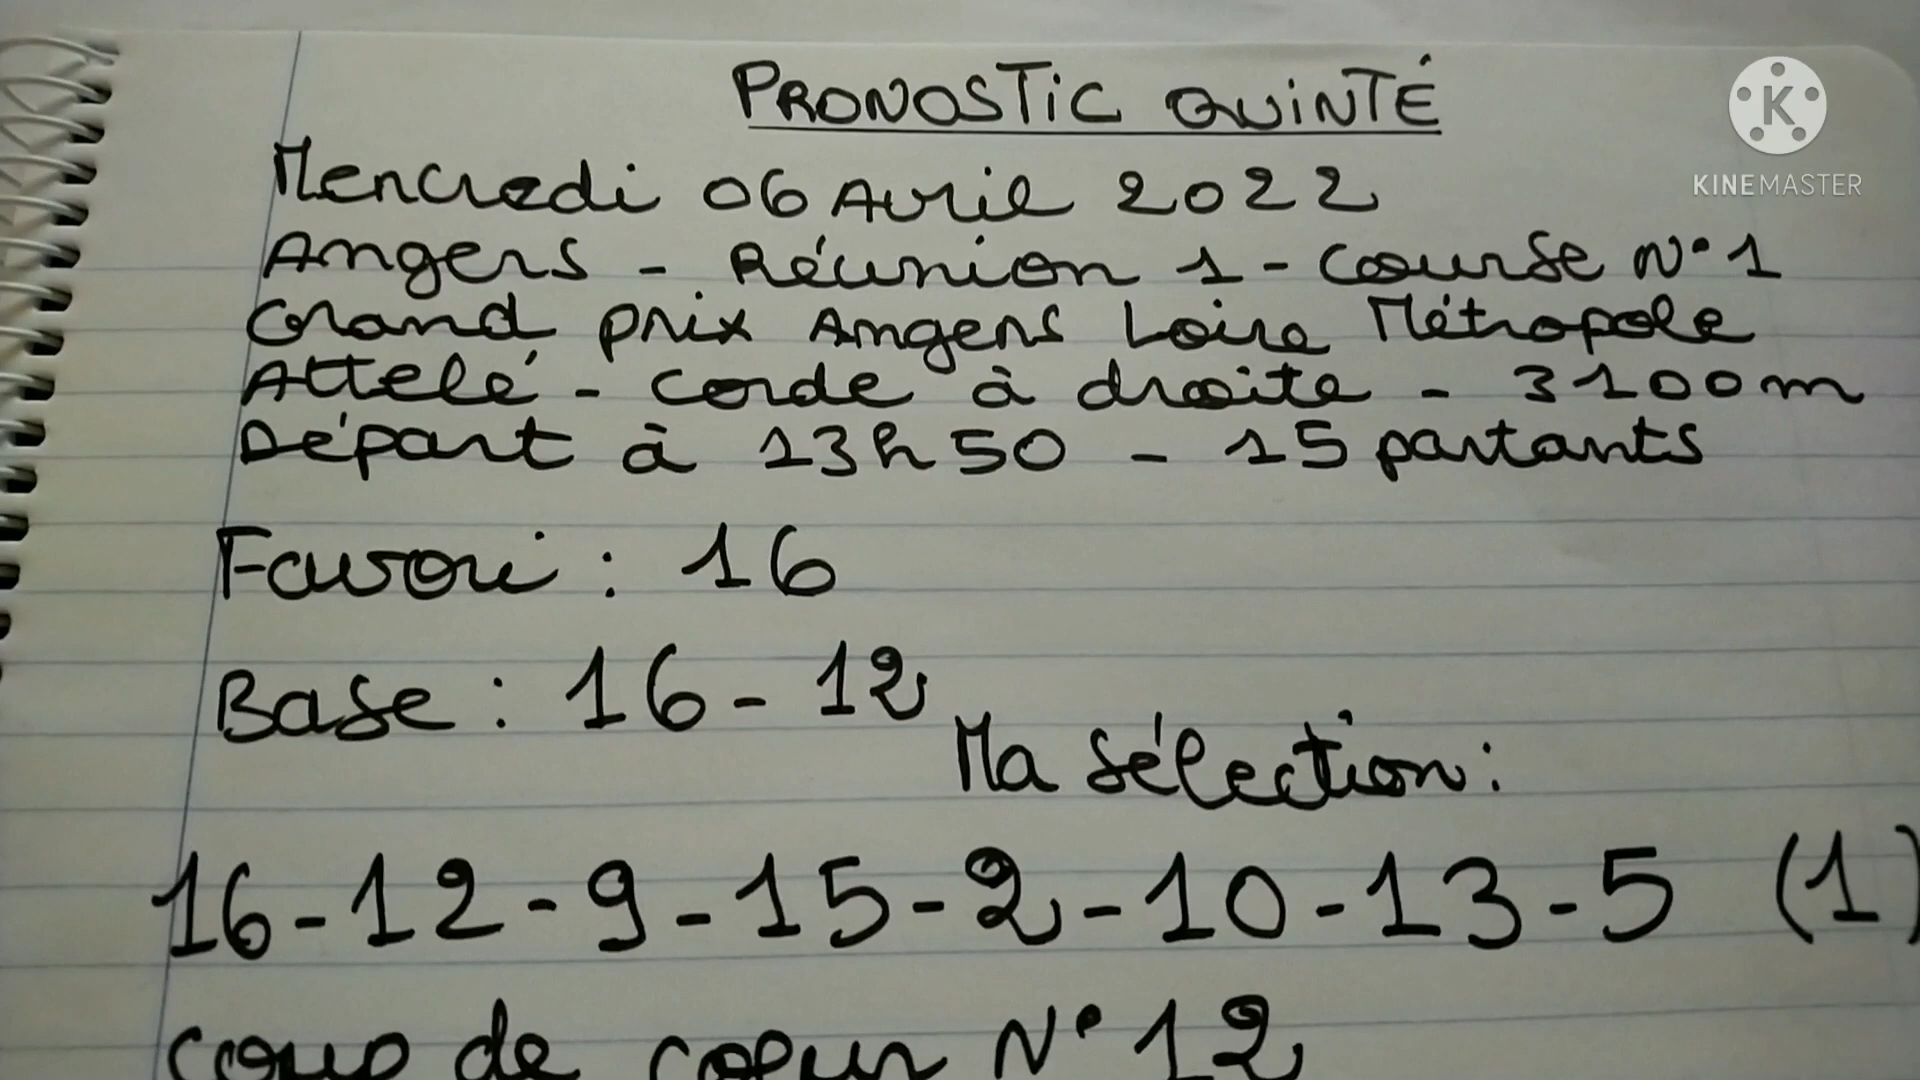 PRONOSTIC QUINTÉ
K
KINEMASTER
Mercredi 06 Avril 2022
Angers - Réunion 1 - course N° 1
Grand prix Angers Loire Métropole
Attelé - corde à droite - 3100m
Départ à 13h50 - 15 partants
Favori : 16
Base : 16 - 12
Ma sélection :
16 - 12 - 9 - 15 - 2 - 10 - 13 - 5 (1)
coup de coeur N° 12